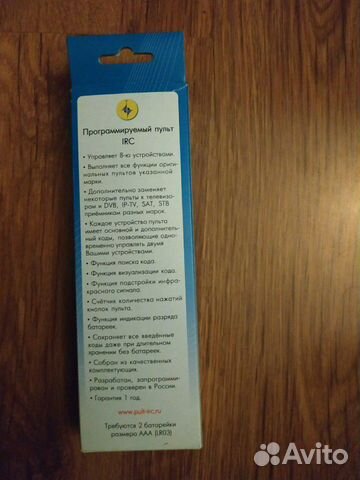 Программируемый пульт
IRC
• Управляет 8-ю устройствами.
• Выполняет все функции ориги-
нальных пультов указанной
марки.
• Дополнительно заменяет
некоторые пульты к телевизо-
рам и DVB, IP-TV, SAT, STB
приёмникам разных марок.
• Каждое устройство пульта
имеет основной и дополнитель-
ный коды, позволяющие одно-
временно управлять двумя
Вашими устройствами.
• Функция поиска кода.
• Функция визуализации кода.
• Функция подстройки инфра-
красного сигнала.
• Счётчик количества нажатий
кнопок пульта.
• Функция индикации разряда
батареек.
• Сохраняет все введённые
коды даже при длительном
хранении без батареек.
• Собран из качественных
комплектующих.
• Разработан, запрограмми-
рован и проверен в России.
• Гарантия 1 год.
www.pult-irc.ru
Требуются 2 батарейки
размера AAA (LR03)
Avito